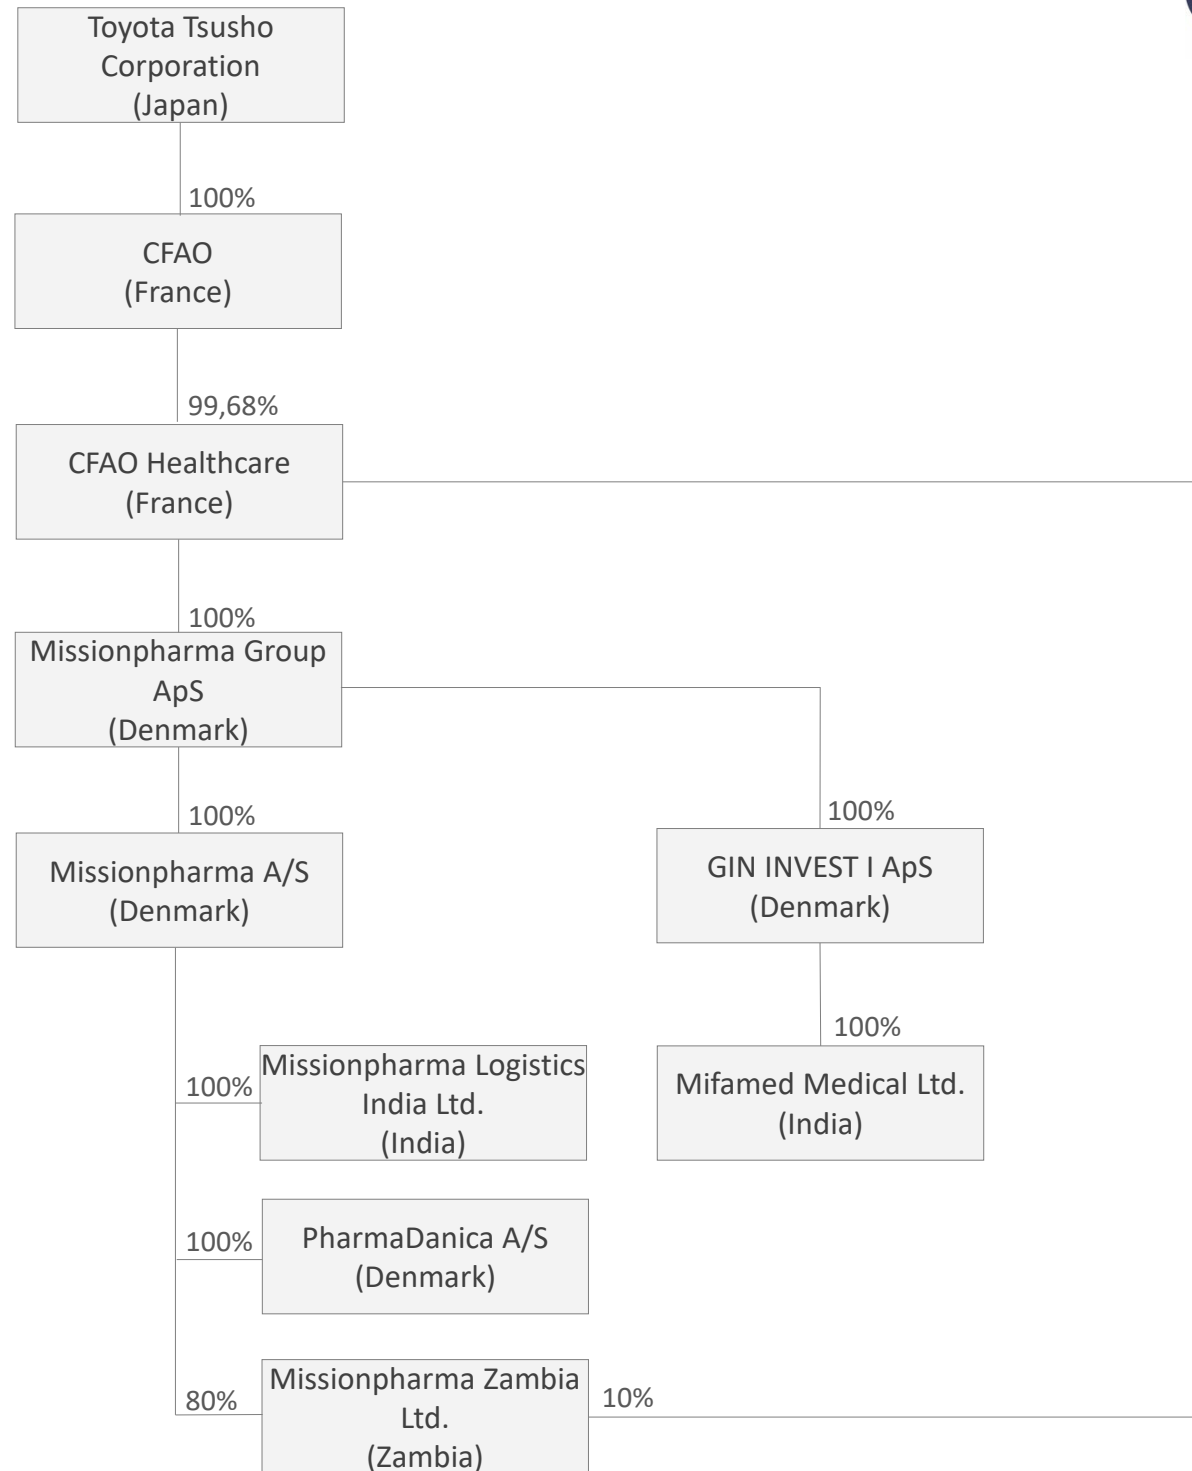 Toyota Tsusho
Corporation
(Japan)
100%
CFAO
(France)
99,68%
CFAO Healthcare
(France)
100%
Missionpharma Group
ApS
(Denmark)
100%
Missionpharma A/S
(Denmark)
100%
GIN INVEST I ApS
(Denmark)
100%
Mifamed Medical Ltd.
(India)
100%
Missionpharma Logistics
India Ltd.
(India)
100%
PharmaDanica A/S
(Denmark)
80%
Missionpharma Zambia
Ltd.
(Zambia)
10%